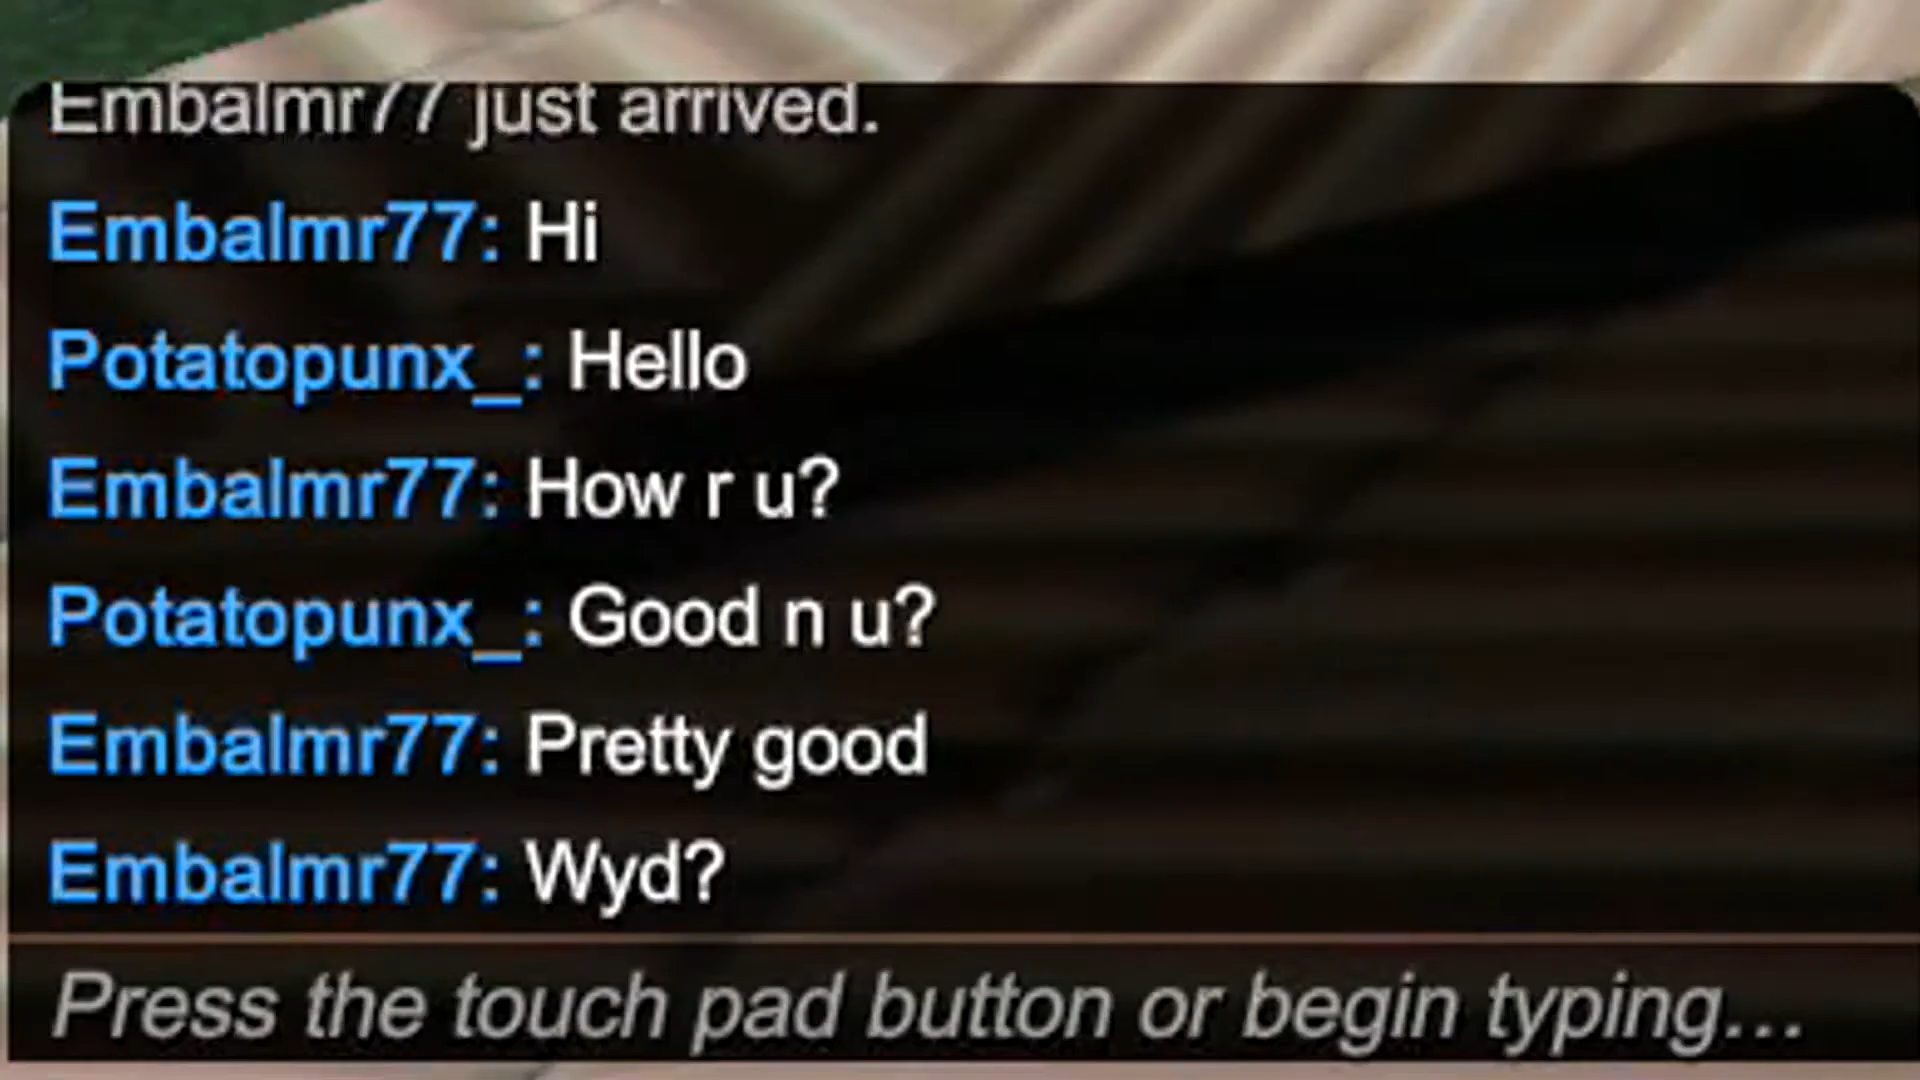 Embalmr77 just arrived.
Embalmr77: Hi
Potatopunx_: Hello
Embalmr77: How r u?
Potatopunx_: Good n u?
Embalmr77: Pretty good
Embalmr77: Wyd?
Press the touch pad button or begin typing...